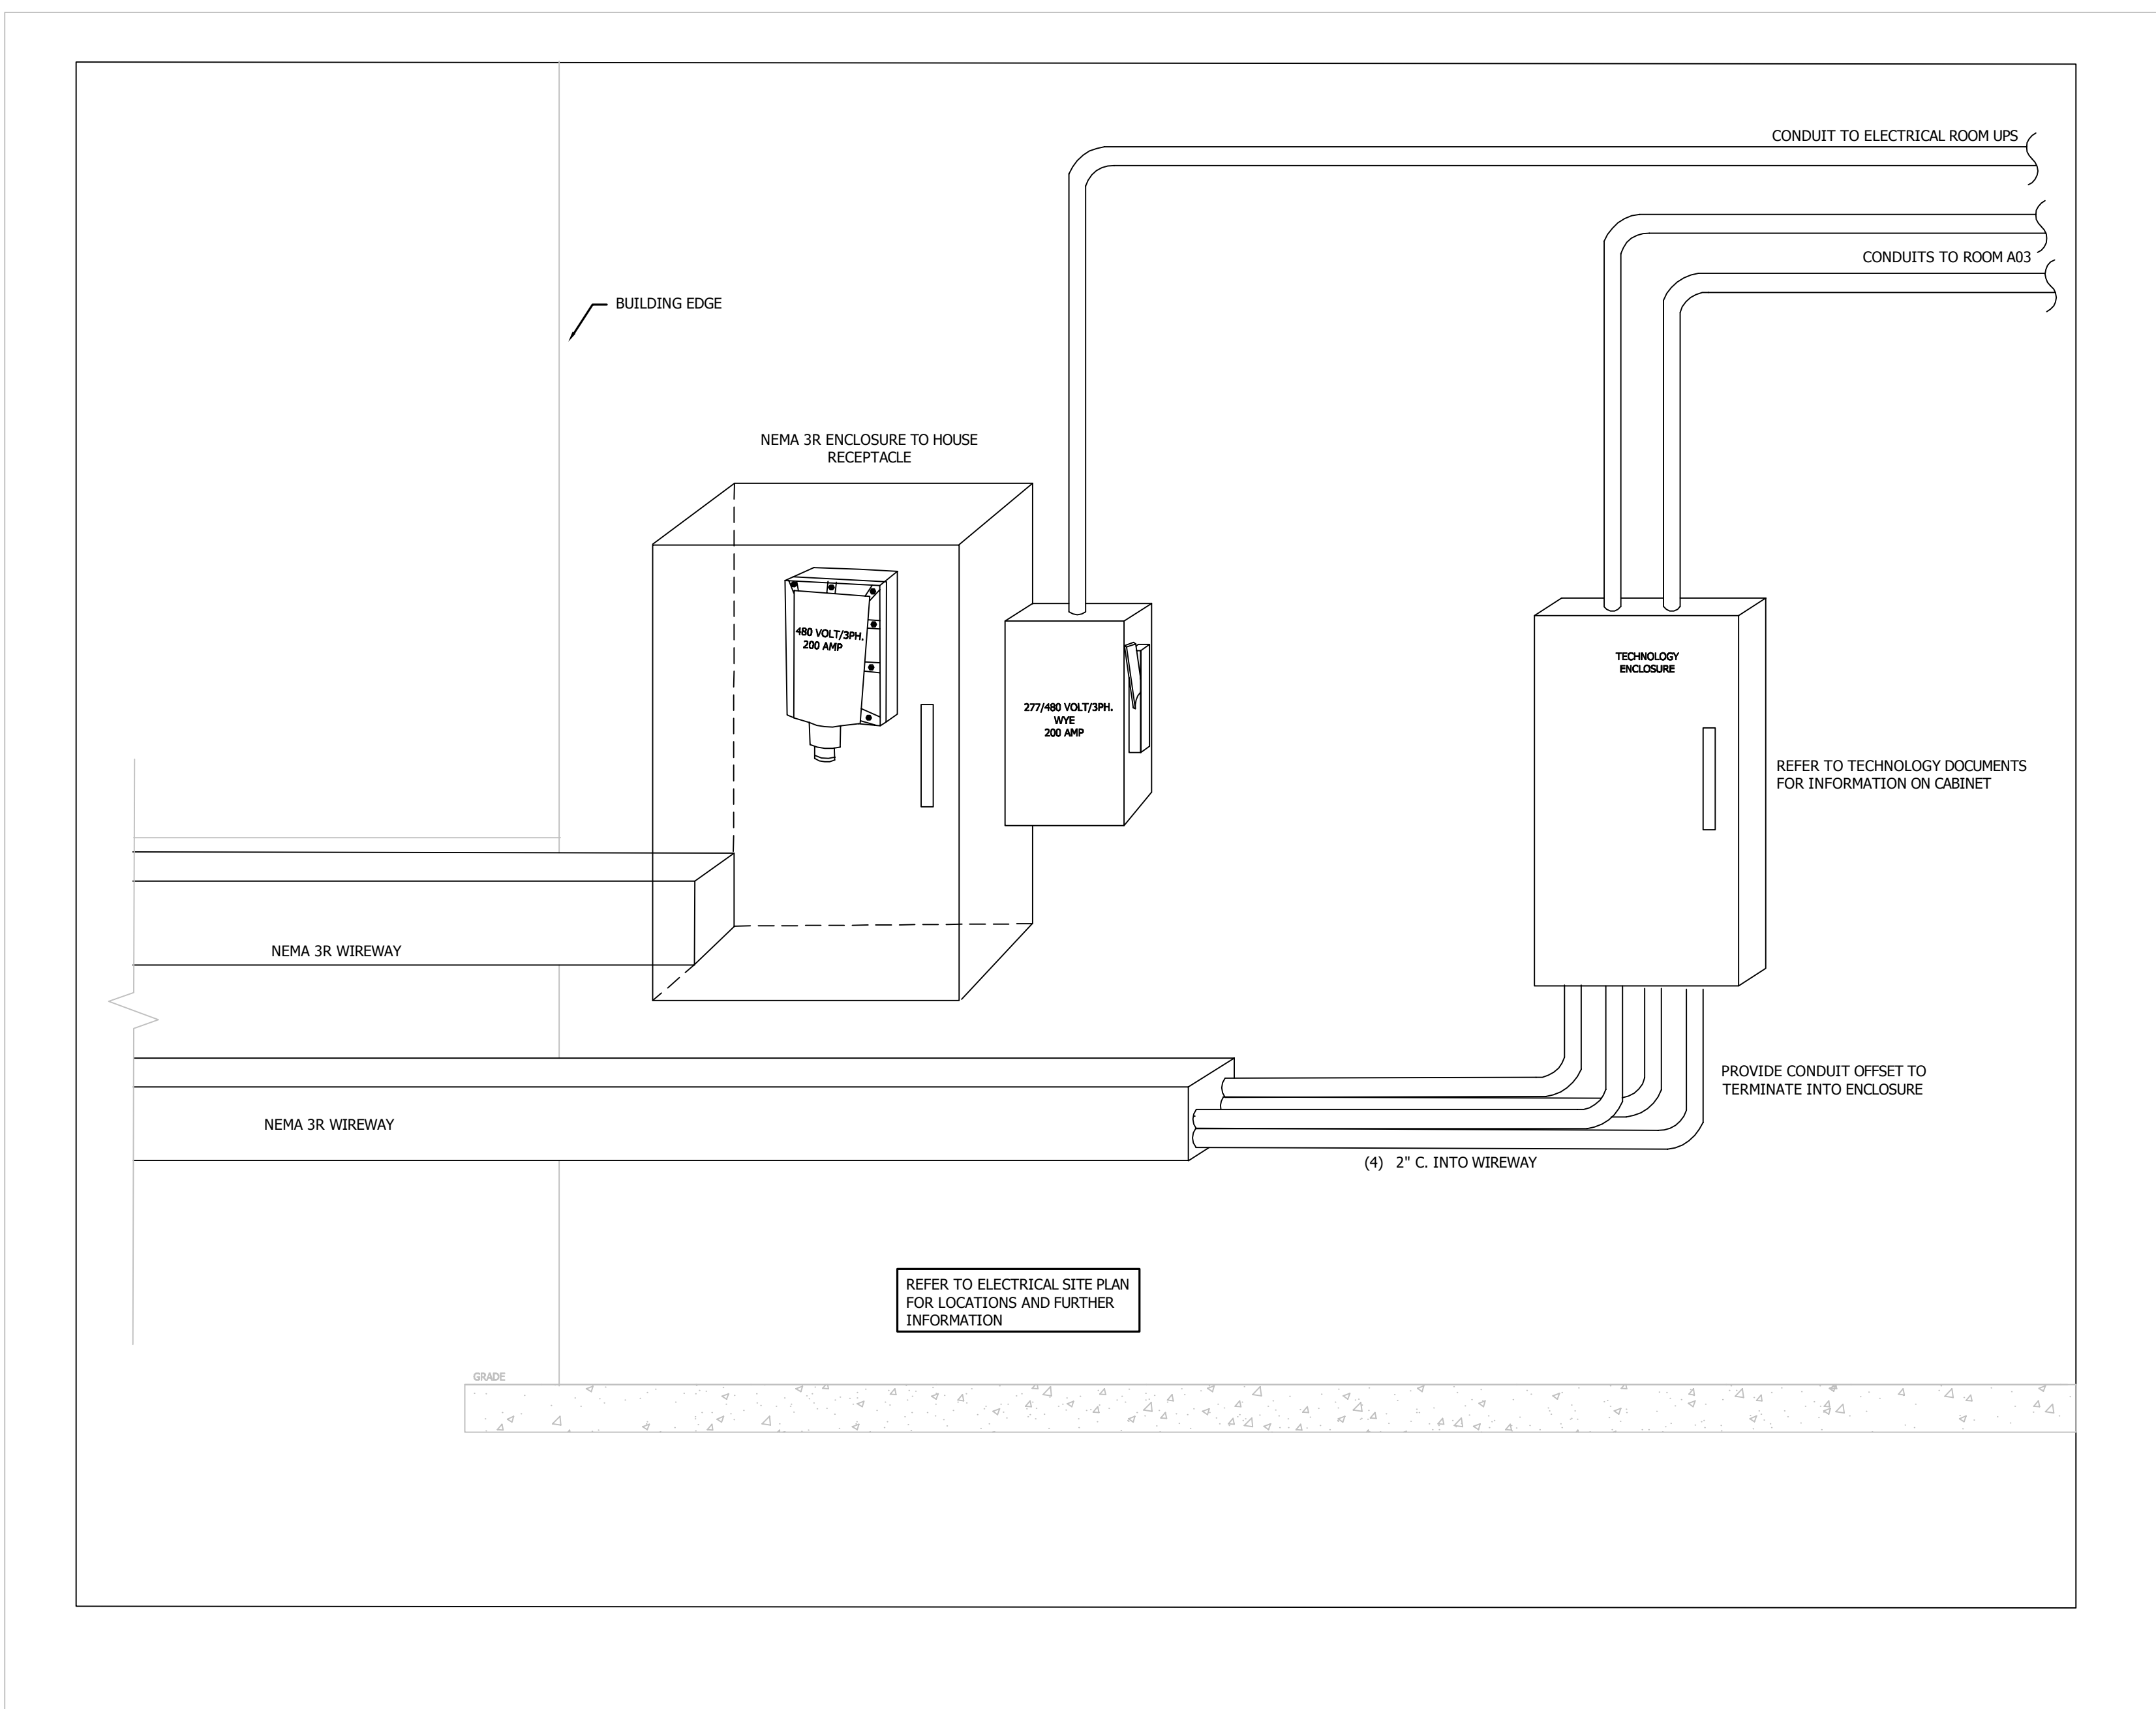 CONDUIT TO ELECTRICAL ROOM UPS
CONDUITS TO ROOM A03
BUILDING EDGE
NEMA 3R ENCLOSURE TO HOUSE
RECEPTACLE
480 VOLT/3PH.
200 AMP
277/480 VOLT/3PH.
WYE
200 AMP
TECHNOLOGY
ENCLOSURE
REFER TO TECHNOLOGY DOCUMENTS
FOR INFORMATION ON CABINET
NEMA 3R WIREWAY
PROVIDE CONDUIT OFFSET TO
TERMINATE INTO ENCLOSURE
NEMA 3R WIREWAY
(4) 2" C. INTO WIREWAY
REFER TO ELECTRICAL SITE PLAN
FOR LOCATIONS AND FURTHER
INFORMATION
GRADE